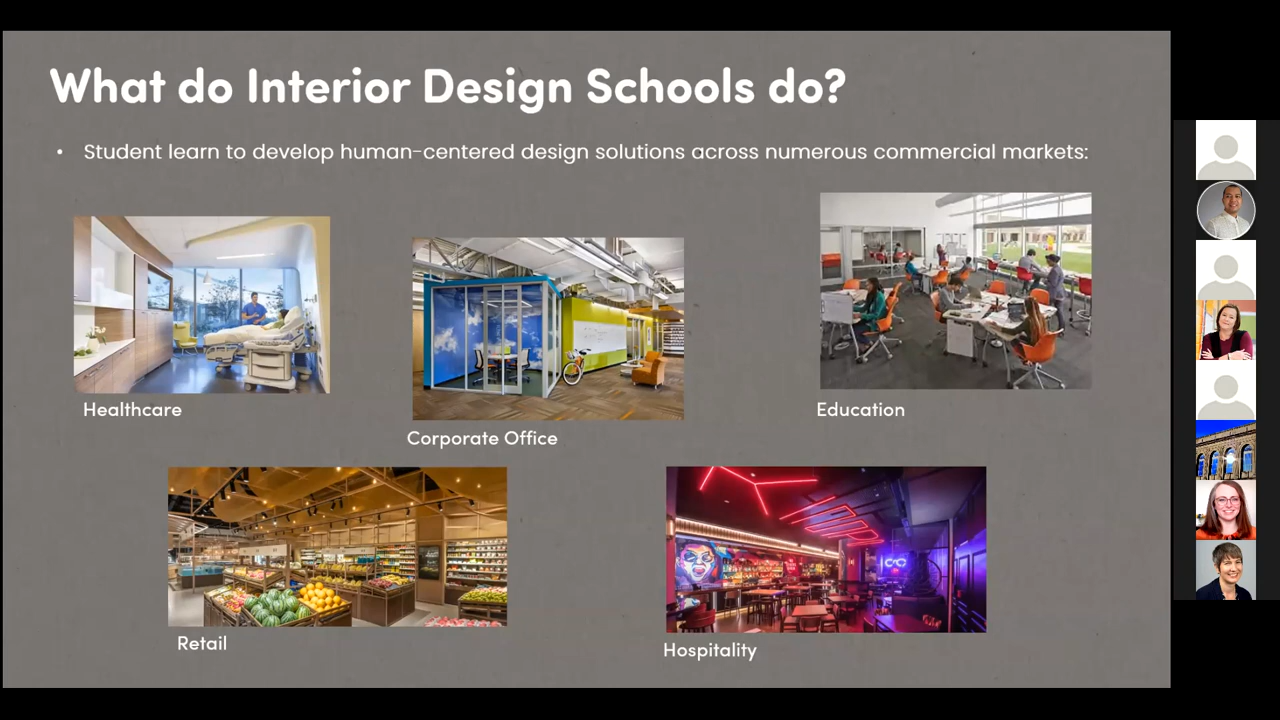 What do Interior Design Schools do?
• Student learn to develop human-centered design solutions across numerous commercial markets:
Healthcare
Corporate Office
Education
Retail
Hospitality